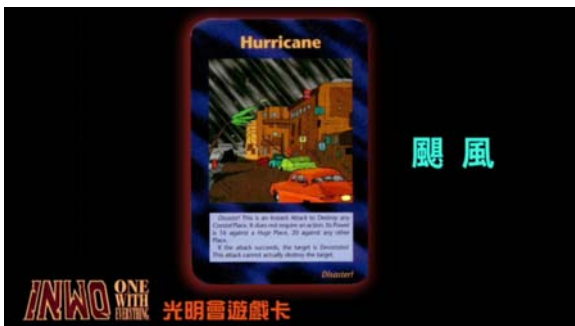 Hurricane
Disaster! This is an Instant Attack to Destroy any
Coastal Place. It does not require an action. Its Power
is 16 against a Huge Place, 20 against any other
Place.
If the attack succeeds, the target is Devastated!
This attack cannot actually destroy the target.
Disaster!
颶風
INWO ONE
WITH
EVERYTHING
光明會遊戲卡